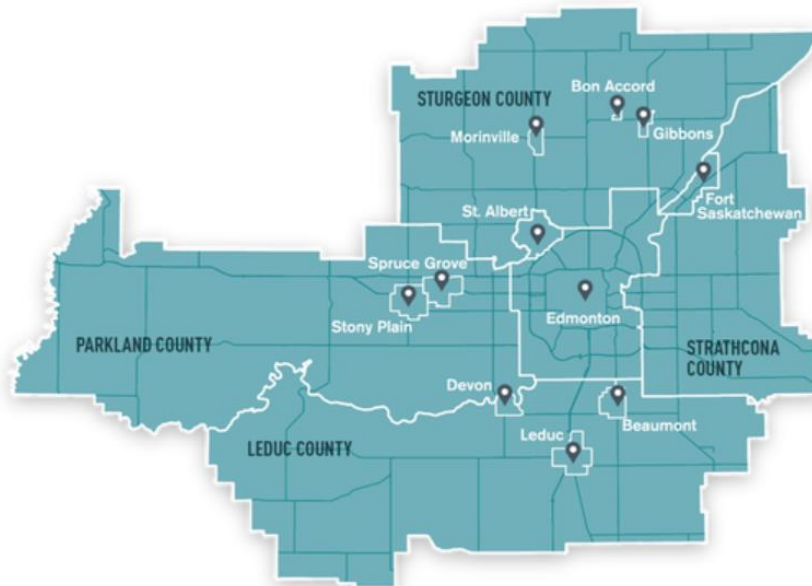 Bon Accord
STURGEON COUNTY
Gibbons
Morinville
Fort
Saskatchewan
St. Albert
Spruce Grove
Edmonton
Stony Plain
PARKLAND COUNTY
STRATHCONA
COUNTY
Devon
Beaumont
Leduc
LEDUC COUNTY